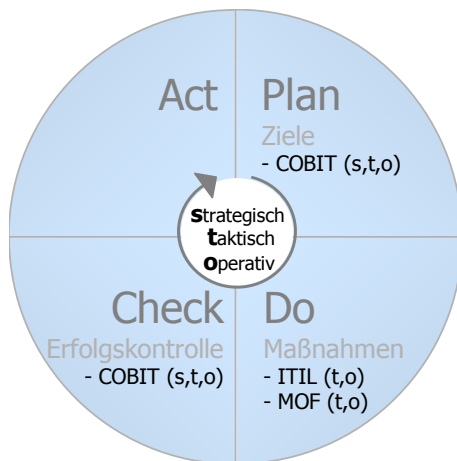 Act
Plan
Ziele
- COBIT (s,t,o)
strategisch
taktisch
operativ
Check
Erfolgskontrolle
- COBIT (s,t,o)
Do
Maßnahmen
- ITIL (t,o)
- MOF (t,o)